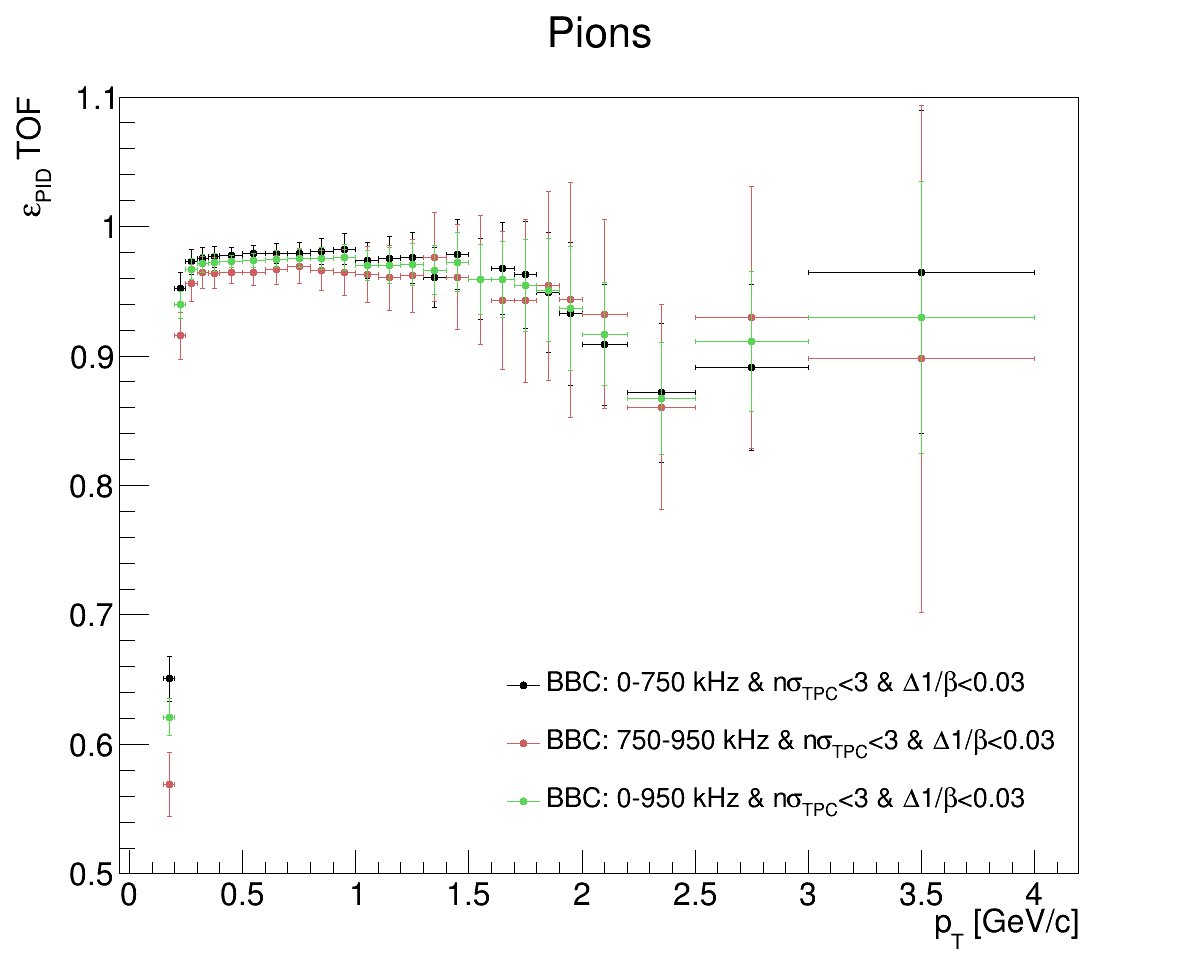 Pions
ε_PID TOF
1.1
1
0.9
0.8
0.7
0.6
0.5
BBC: 0-750 kHz & nσ_TPC<3 & Δ1/β<0.03
BBC: 750-950 kHz & nσ_TPC<3 & Δ1/β<0.03
BBC: 0-950 kHz & nσ_TPC<3 & Δ1/β<0.03
0 0.5 1 1.5 2 2.5 3 3.5 4
p_T [GeV/c]